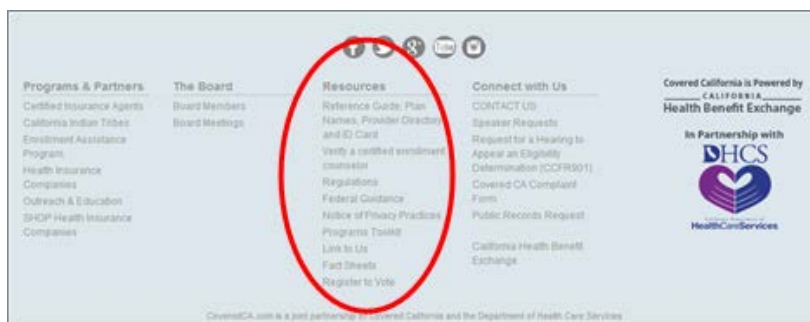 Programs & Partners
Certified Insurance Agents
California Indian Tribes
Enrollment Assistance
Program
Health Insurance
Companies
Outreach & Education
SHOP Health Insurance
Companies
The Board
Board Members
Board Meetings
Resources
Reference Guide: Plan
Names, Provider Directory
and ID Card
Verify a certified enrollment
counselor
Regulations
Federal Guidance
Notice of Privacy Practices
Programs Toolkit
Link to Us
Fact Sheets
Register to Vote
Connect with Us
CONTACT US
Speaker Requests
Request for a Hearing to
Appeal an Eligibility
Determination (CCFR901)
Covered CA Complaint
Form
Public Records Request
California Health Benefit
Exchange
Covered California is Powered by
CALIFORNIA
Health Benefit Exchange
In Partnership with
DHCS
California Department of
HealthCareServices
CoveredCA.com is a joint partnership of Covered California and the Department of Health Care Services